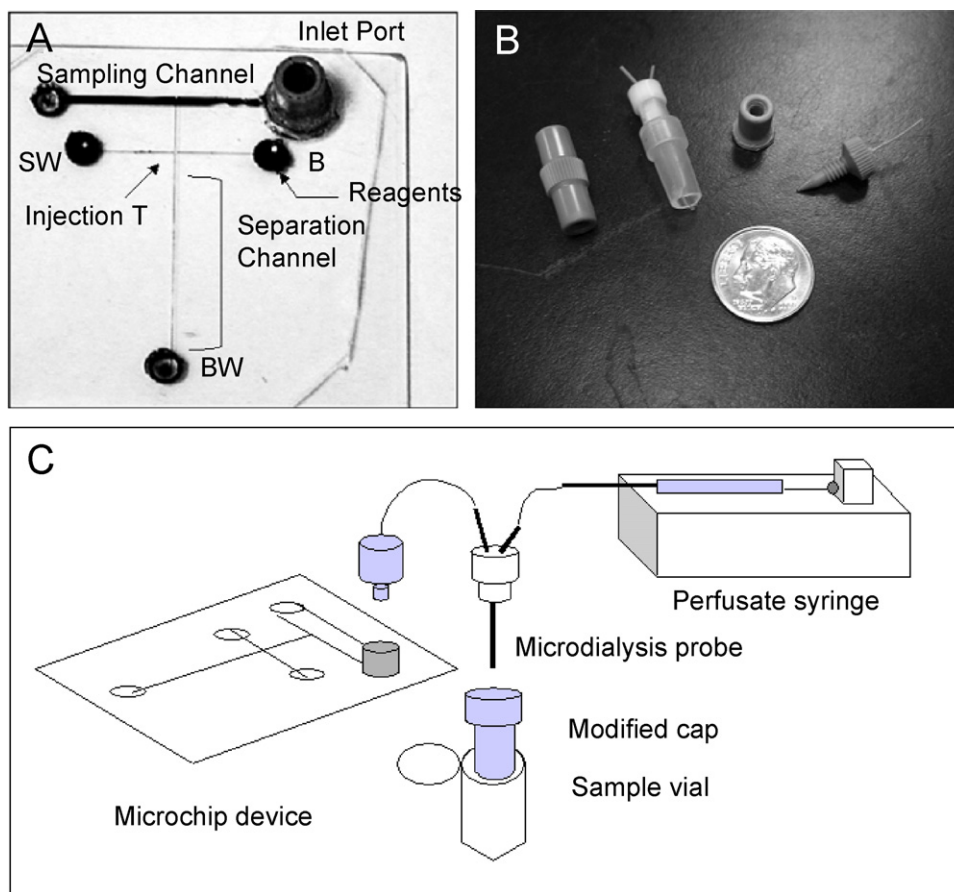 A
Inlet Port
Sampling Channel
SW
B
Injection T
Reagents
Separation
Channel
BW
B
C
Perfusate syringe
Microdialysis probe
Modified cap
Sample vial
Microchip device